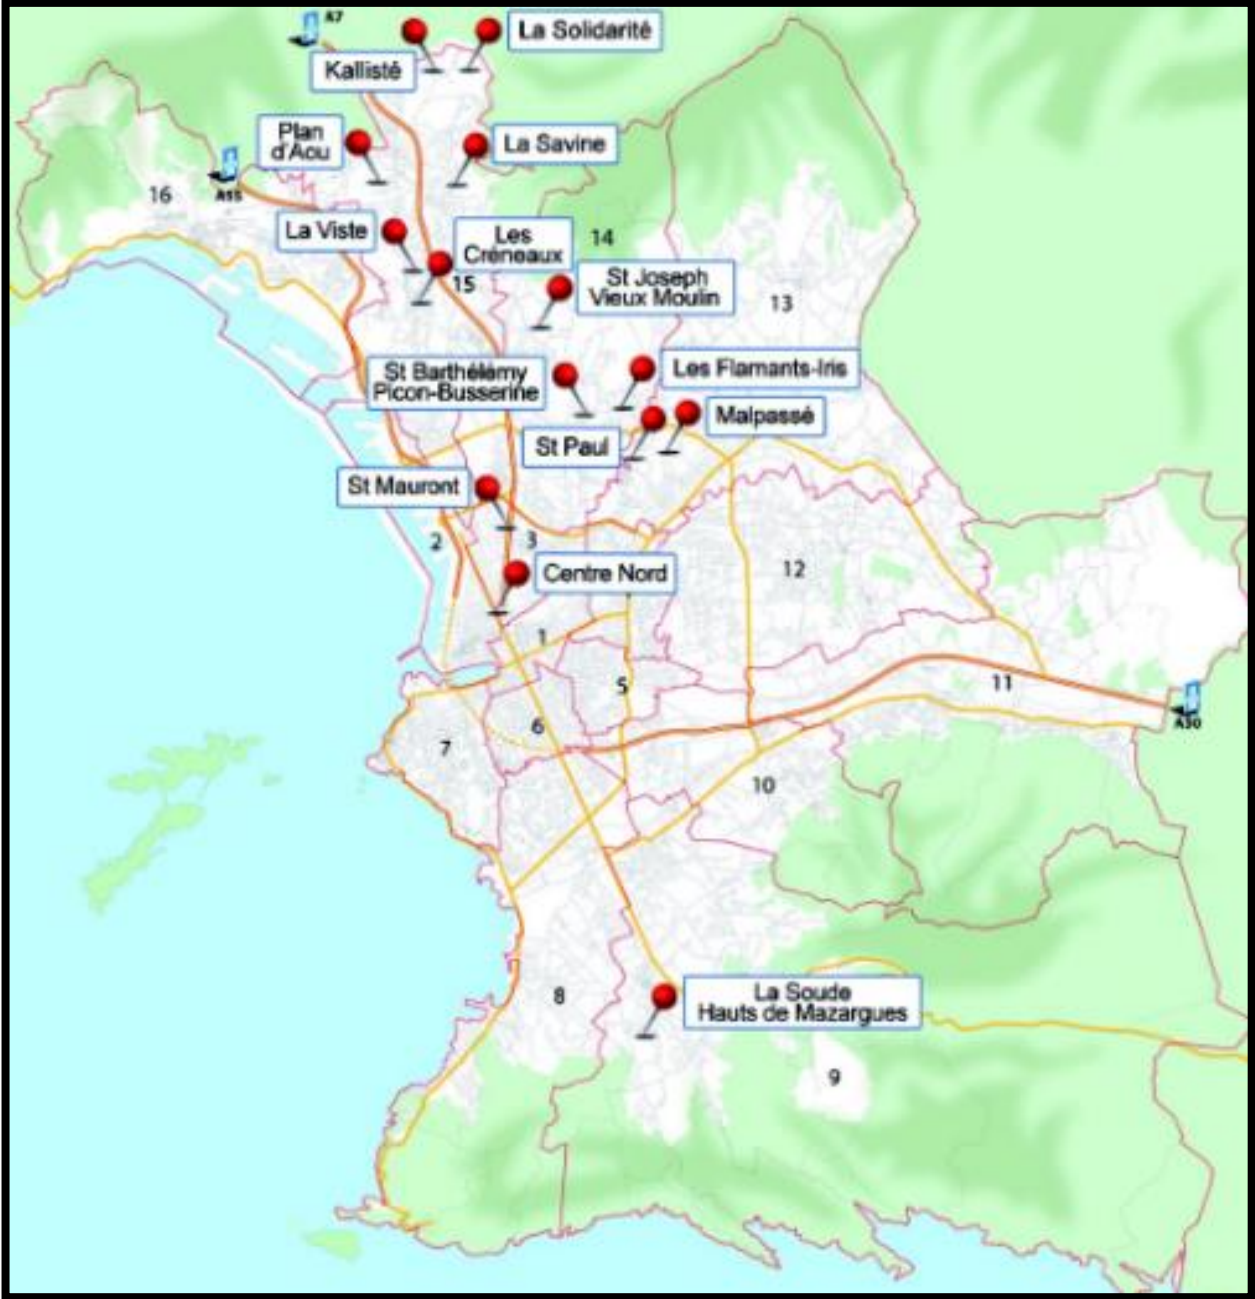 A7
La Solidarité
Kallisté
Plan
d'Aou
La Savine
A55
16
La Viste
Les
Créneaux
14
15
St Joseph
Vieux Moulin
13
St Barthélémy
Picon-Busserine
Les Flamants-Iris
Malpassé
St Paul
St Mauront
2
3
Centre Nord
12
1
5
11
A50
6
7
10
La Soude
Hauts de Mazargues
8
9